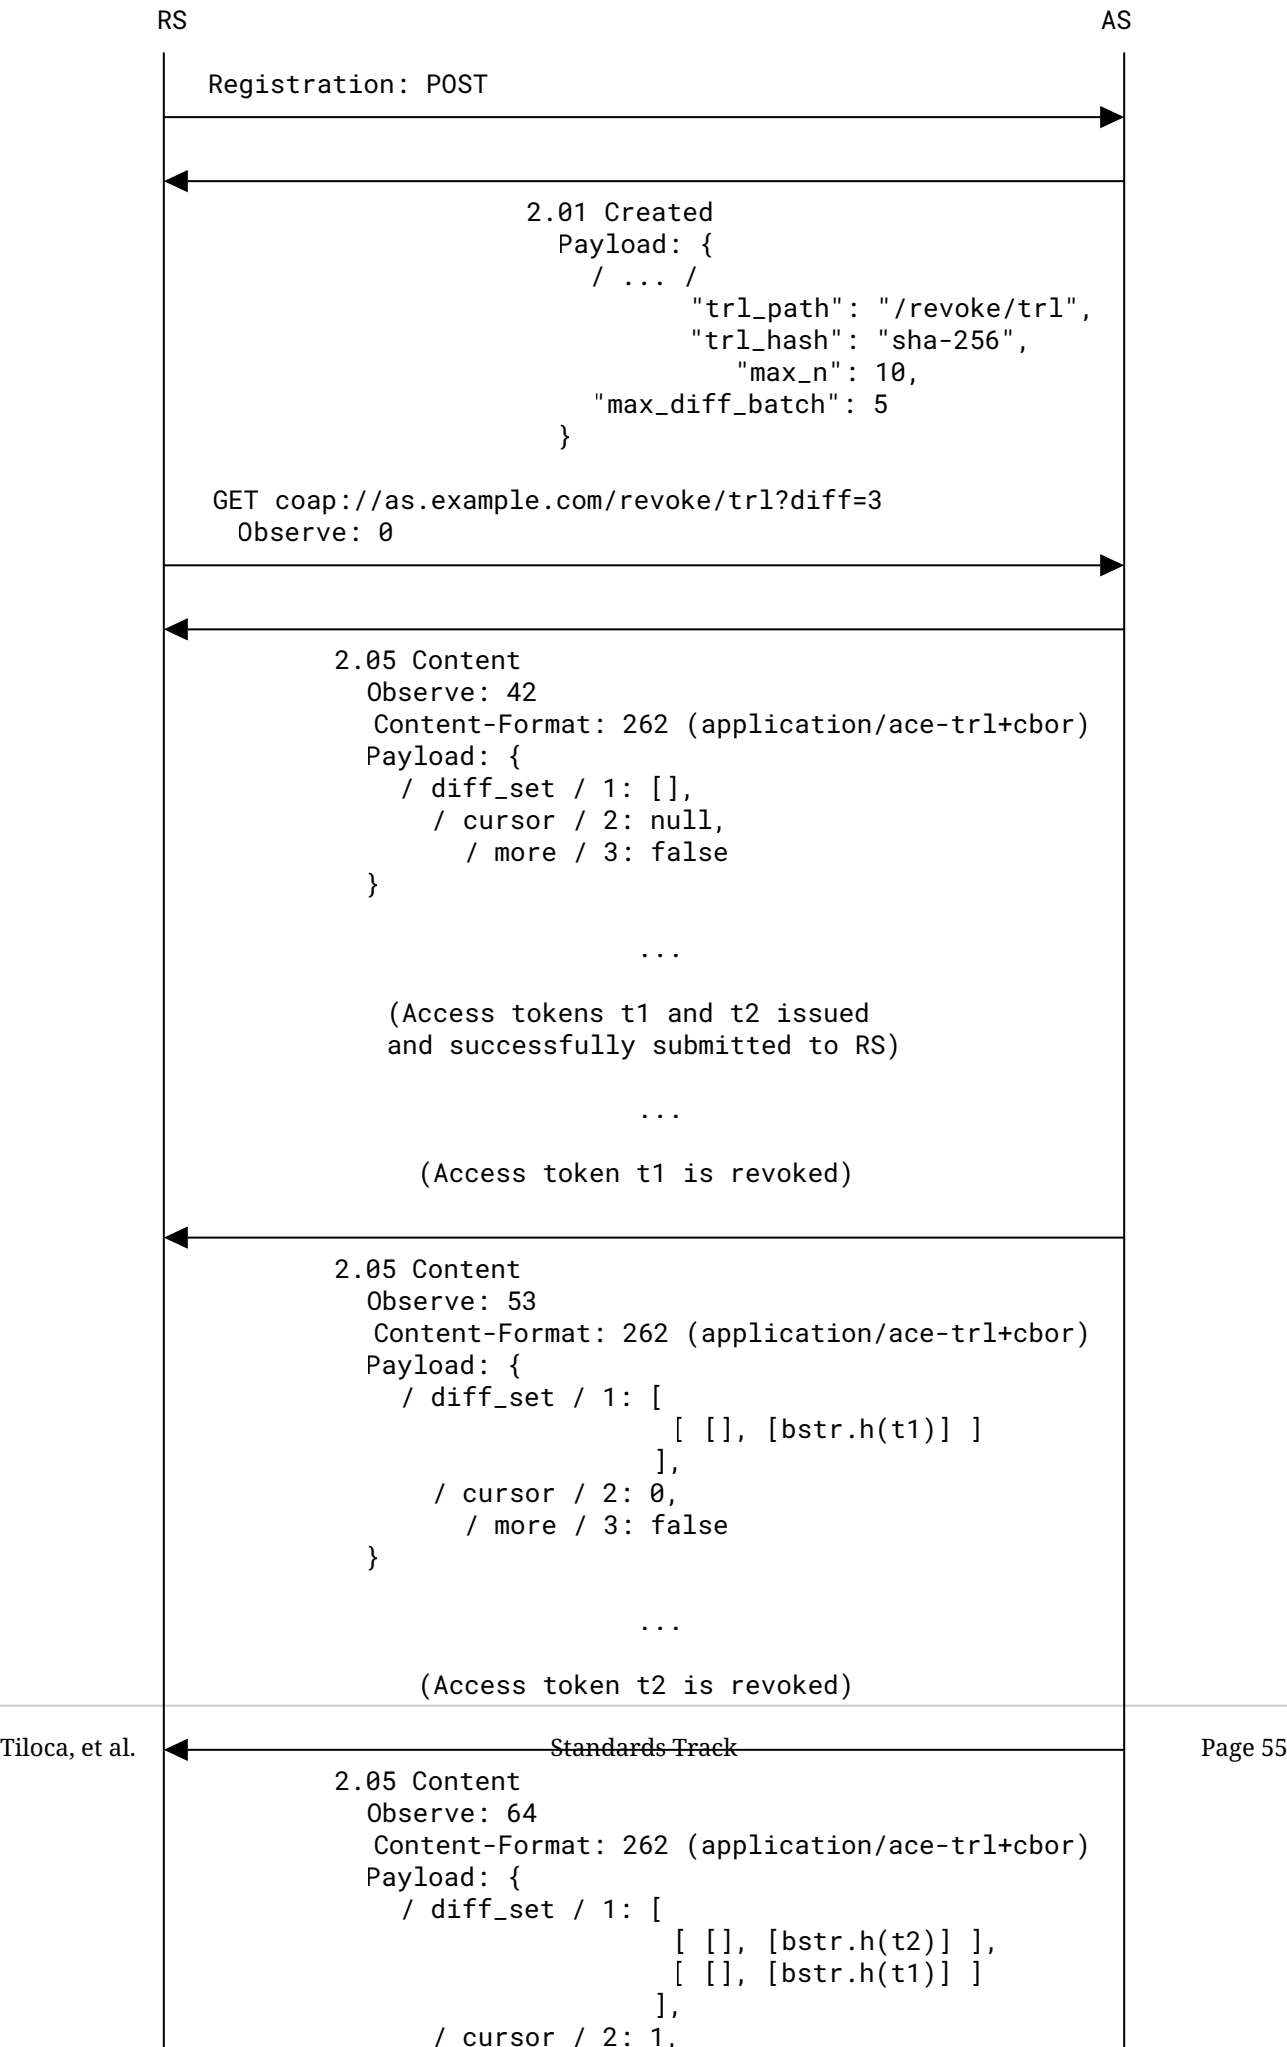 RS AS
Registration: POST
2.01 Created
Payload: {
/ ... /
"trl_path": "/revoke/trl",
"trl_hash": "sha-256",
"max_n": 10,
"max_diff_batch": 5
}
GET coap://as.example.com/revoke/trl?diff=3
Observe: 0
2.05 Content
Observe: 42
Content-Format: 262 (application/ace-trl+cbor)
Payload: {
/ diff_set / 1: [],
/ cursor / 2: null,
/ more / 3: false
}
...
(Access tokens t1 and t2 issued
and successfully submitted to RS)
...
(Access token t1 is revoked)
2.05 Content
Observe: 53
Content-Format: 262 (application/ace-trl+cbor)
Payload: {
/ diff_set / 1: [
[ [], [bstr.h(t1)] ]
],
/ cursor / 2: 0,
/ more / 3: false
}
...
(Access token t2 is revoked)
Tiloca, et al. Standards Track Page 55
2.05 Content
Observe: 64
Content-Format: 262 (application/ace-trl+cbor)
Payload: {
/ diff_set / 1: [
[ [], [bstr.h(t2)] ],
[ [], [bstr.h(t1)] ]
],
/ cursor / 2: 1,